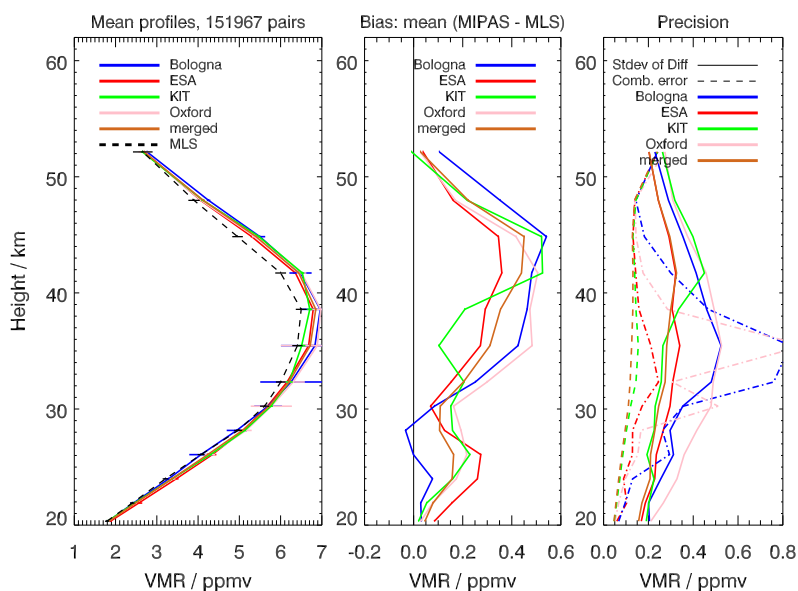 Mean profiles, 151967 pairs
Bias: mean (MIPAS - MLS)
Precision
Height / km
60
50
40
30
20
Bologna
ESA
KIT
Oxford
merged
MLS
1 2 3 4 5 6 7
VMR / ppmv
60
50
40
30
20
Bologna
ESA
KIT
Oxford
merged
-0.2 0.0 0.2 0.4 0.6
VMR / ppmv
60
50
40
30
20
Stdev of Diff
Comb. error
Bologna
ESA
KIT
Oxford
merged
0.0 0.2 0.4 0.6 0.8
VMR / ppmv